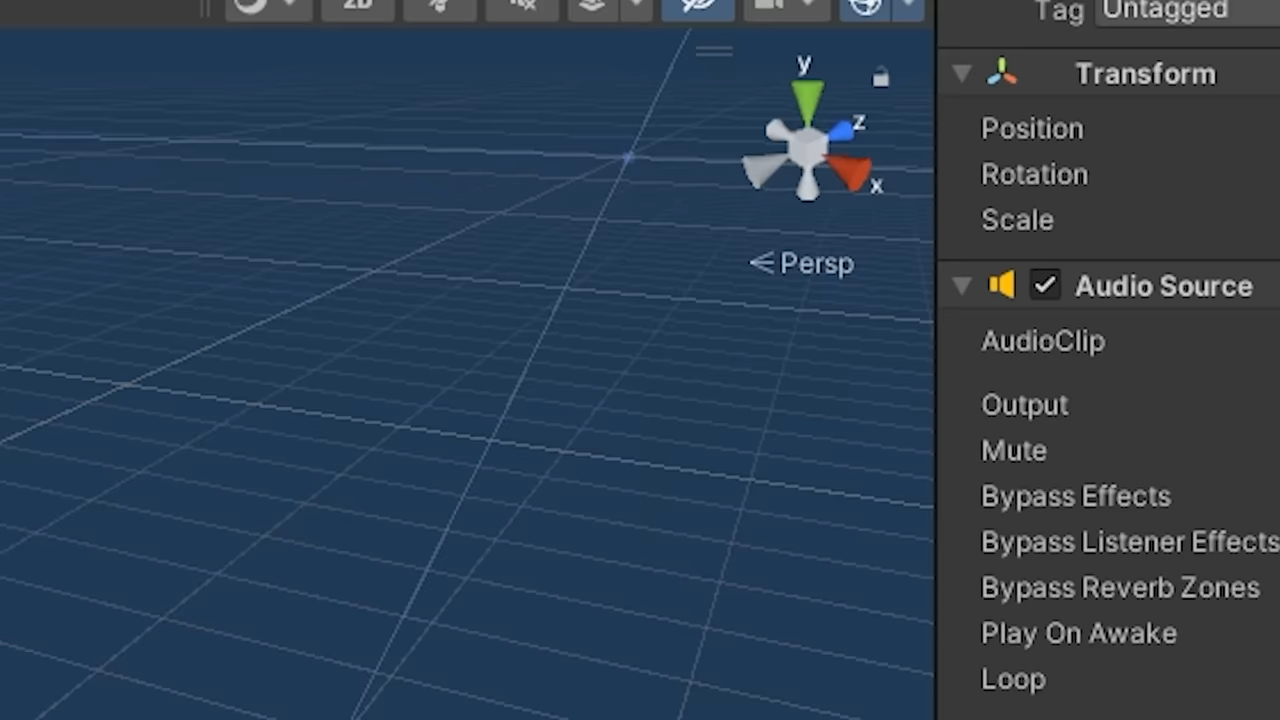 2D
Tag Untagged
y
z
x
Persp
Transform
Position
Rotation
Scale
Audio Source
AudioClip
Output
Mute
Bypass Effects
Bypass Listener Effects
Bypass Reverb Zones
Play On Awake
Loop